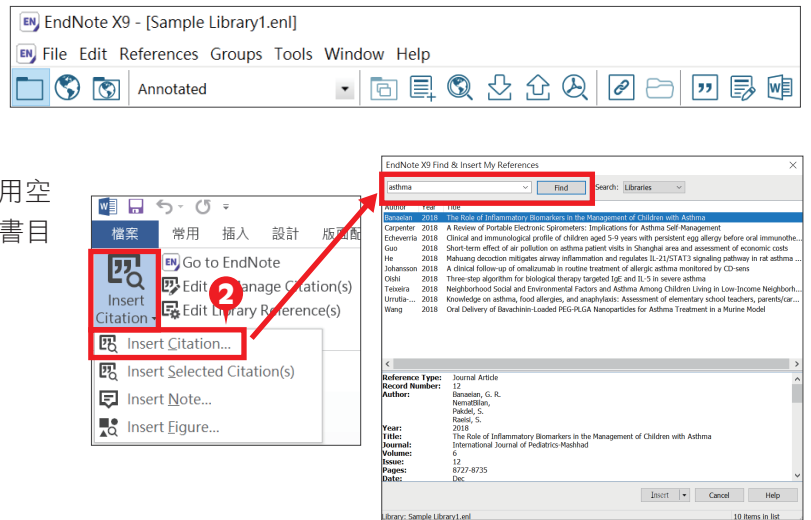 EndNote X9 - [Sample Library1.enl]
File Edit References Groups Tools Window Help
Annotated
用空
書目
檔案 常用 插入 設計 版面配
Insert
Citation
Go to EndNote
Edit Manage Citation(s)
Edit Library Reference(s)
2
Insert Citation...
Insert Selected Citation(s)
Insert Note...
Insert Figure...
EndNote X9 Find & Insert My References
asthma Find Search: Libraries
Author Year Title
Banaeian 2018 The Role of Inflammatory Biomarkers in the Management of Children with Asthma
Carpenter 2018 A Review of Portable Electronic Spirometers: Implications for Asthma Self-Management
Echeverria 2018 Clinical and immunological profile of children aged 5-9 years with persistent egg allergy before oral immunothe...
Guo 2018 Short-term effect of air pollution on asthma patient visits in Shanghai area and assessment of economic costs
He 2018 Mahuang decoction mitigates airway inflammation and regulates IL-21/STAT3 signaling pathway in rat asthma ...
Johansson 2018 A clinical follow-up of omalizumab in routine treatment of allergic asthma monitored by CD-sens
Oishi 2018 Three-step algorithm for biological therapy targeted IgE and IL-5 in severe asthma
Teixeira 2018 Neighborhood Social and Environmental Factors and Asthma Among Children Living in Low-Income Neighborh...
Urrutia-... 2018 Knowledge on asthma, food allergies, and anaphylaxis: Assessment of elementary school teachers, parents/car...
Wang 2018 Oral Delivery of Bavachinin-Loaded PEG-PLGA Nanoparticles for Asthma Treatment in a Murine Model
Reference Type: Journal Article
Record Number: 12
Author: Banaeian, G. R.
NematBilan,
Pakdel, S.
Raeisi, S.
Year: 2018
Title: The Role of Inflammatory Biomarkers in the Management of Children with Asthma
Journal: International Journal of Pediatrics-Mashhad
Volume: 6
Issue: 12
Pages: 8727-8735
Date: Dec
Insert Cancel Help
Library: Sample Library1.enl 10 items in list